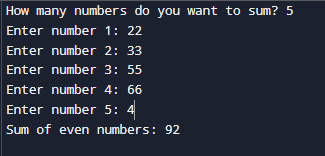 How many numbers do you want to sum? 5
Enter number 1: 22
Enter number 2: 33
Enter number 3: 55
Enter number 4: 66
Enter number 5: 4
Sum of even numbers: 92